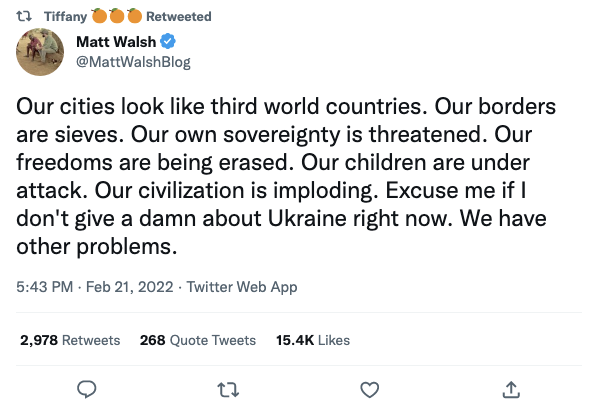 Tiffany 🍊🍊🍊 Retweeted
Matt Walsh
@MattWalshBlog
Our cities look like third world countries. Our borders
are sieves. Our own sovereignty is threatened. Our
freedoms are being erased. Our children are under
attack. Our civilization is imploding. Excuse me if I
don't give a damn about Ukraine right now. We have
other problems.
5:43 PM · Feb 21, 2022 · Twitter Web App
2,978 Retweets 268 Quote Tweets 15.4K Likes